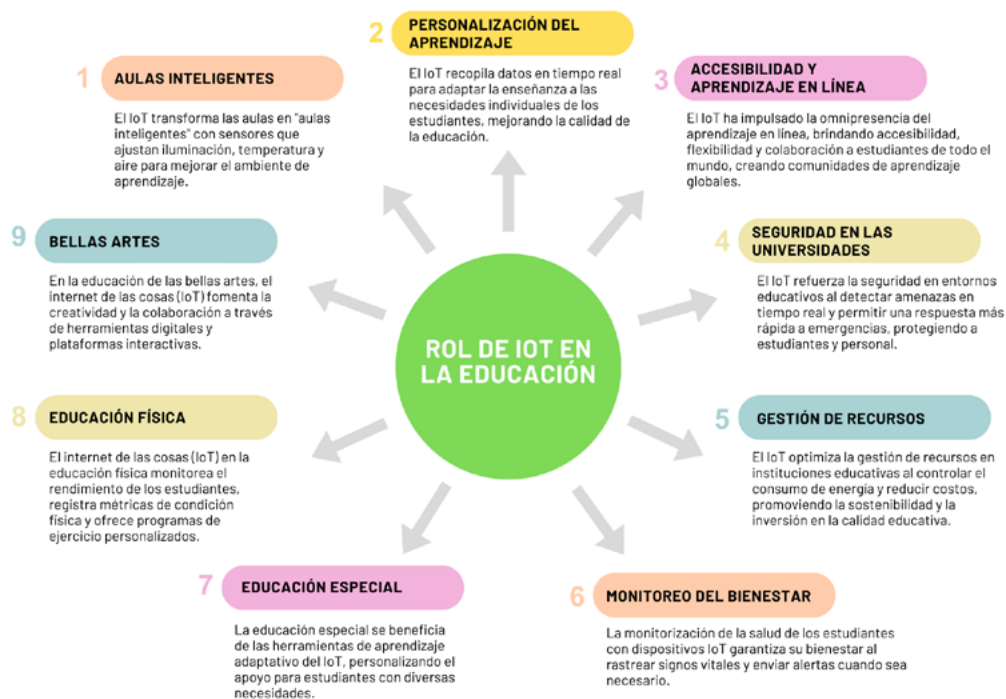 ROL DE IOT EN
LA EDUCACIÓN
1
AULAS INTELIGENTES
El IoT transforma las aulas en "aulas
inteligentes" con sensores que
ajustan iluminación, temperatura y
aire para mejorar el ambiente de
aprendizaje.
2
PERSONALIZACIÓN DEL
APRENDIZAJE
El IoT recopila datos en tiempo real
para adaptar la enseñanza a las
necesidades individuales de los
estudiantes, mejorando la calidad de
la educación.
3
ACCESIBILIDAD Y
APRENDIZAJE EN LÍNEA
El IoT ha impulsado la omnipresencia del
aprendizaje en línea, brindando accesibilidad,
flexibilidad y colaboración a estudiantes de todo el
mundo, creando comunidades de aprendizaje
globales.
4
SEGURIDAD EN LAS
UNIVERSIDADES
El IoT refuerza la seguridad en entornos
educativos al detectar amenazas en
tiempo real y permitir una respuesta más
rápida a emergencias, protegiendo a
estudiantes y personal.
5
GESTIÓN DE RECURSOS
El IoT optimiza la gestión de recursos en
instituciones educativas al controlar el
consumo de energía y reducir costos,
promoviendo la sostenibilidad y la
inversión en la calidad educativa.
6
MONITOREO DEL BIENESTAR
La monitorización de la salud de los estudiantes
con dispositivos IoT garantiza su bienestar al
rastrear signos vitales y enviar alertas cuando sea
necesario.
7
EDUCACIÓN ESPECIAL
La educación especial se beneficia
de las herramientas de aprendizaje
adaptativo del IoT, personalizando el
apoyo para estudiantes con diversas
necesidades.
8
EDUCACIÓN FÍSICA
El internet de las cosas (IoT) en la
educación física monitorea el
rendimiento de los estudiantes,
registra métricas de condición
física y ofrece programas de
ejercicio personalizados.
9
BELLAS ARTES
En la educación de las bellas artes, el
internet de las cosas (IoT) fomenta la
creatividad y la colaboración a través
de herramientas digitales y
plataformas interactivas.